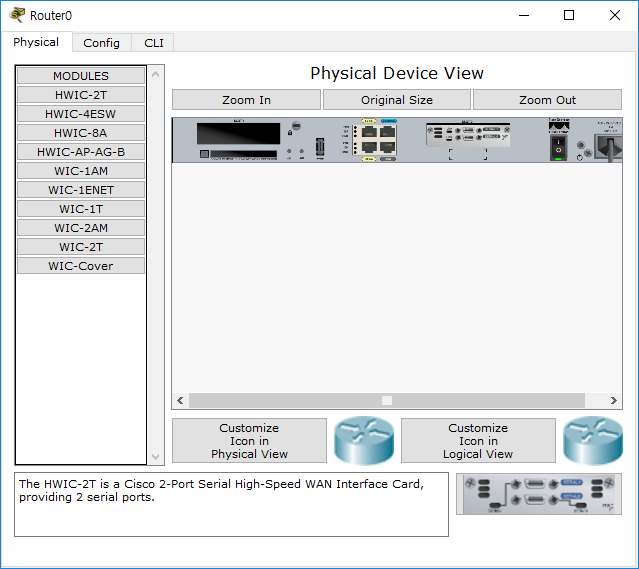 Router0
Physical
Config
CLI
MODULES
HWIC-2T
HWIC-4ESW
HWIC-8A
HWIC-AP-AG-B
WIC-1AM
WIC-1ENET
WIC-1T
WIC-2AM
WIC-2T
WIC-Cover
Physical Device View
Zoom In
Original Size
Zoom Out
Customize
Icon in
Physical View
Customize
Icon in
Logical View
The HWIC-2T is a Cisco 2-Port Serial High-Speed WAN Interface Card,
providing 2 serial ports.